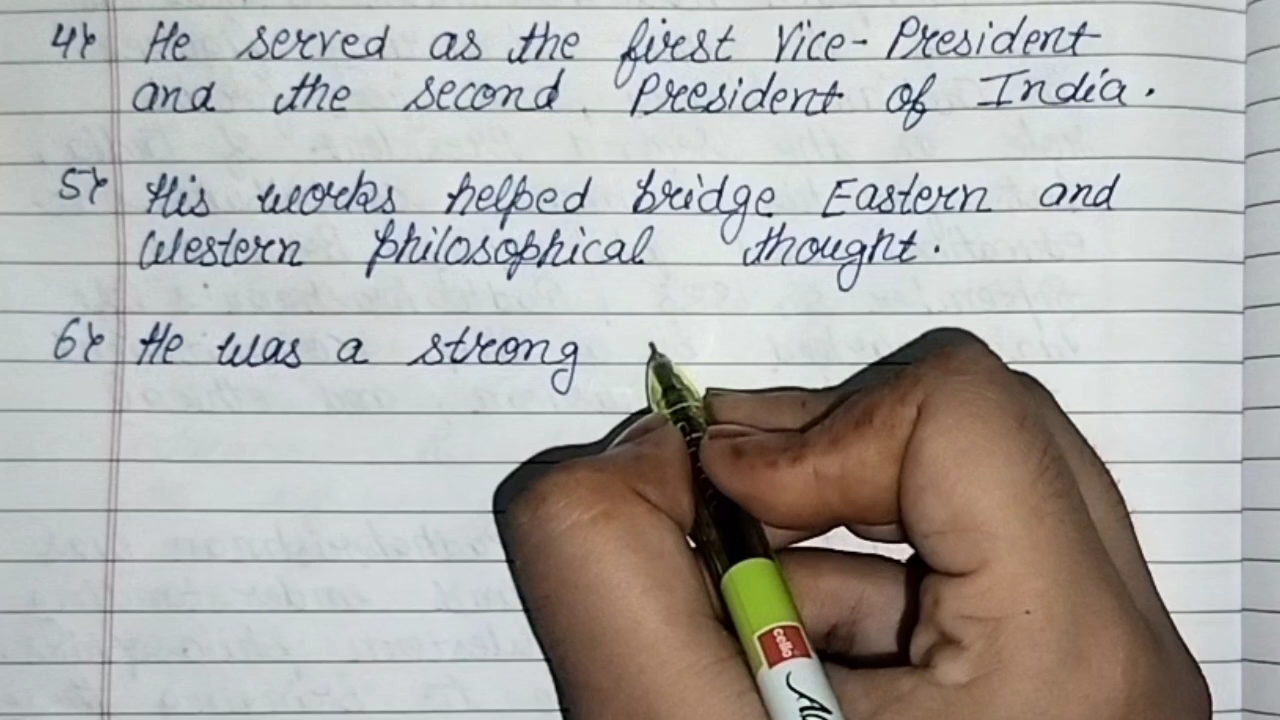 4) He served as the first Vice-President
and the second President of India.
5) His works helped bridge Eastern and
Western philosophical thought.
6) He was a strong
cello